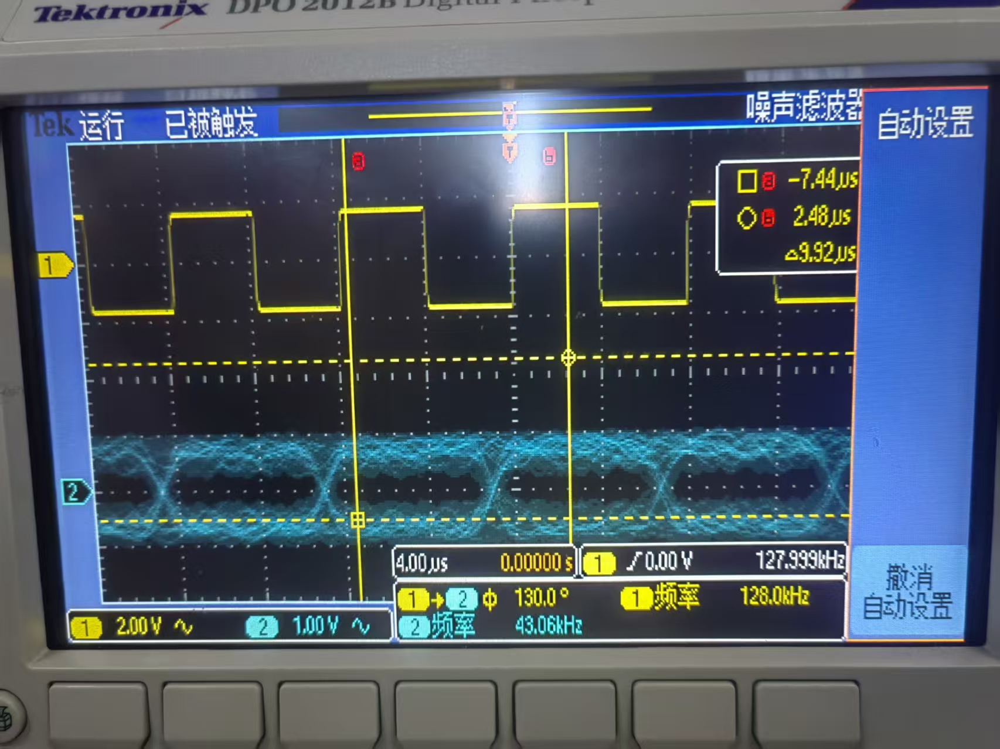 Tektronix DPO 2012B Digital Phosp
Tek 运行 已被触发 噪声滤波器
自动设置
T
a
b
a -7.44µs
b 2.48µs
△9.92µs
1
2
4.00µs 0.00000 s
1 0.00 V 127.999kHz
1 → 2 ф 130.0° 1 频率 128.0kHz
2 频率 43.06kHz
1 2.00 V 2 1.00 V
撤消
自动设置